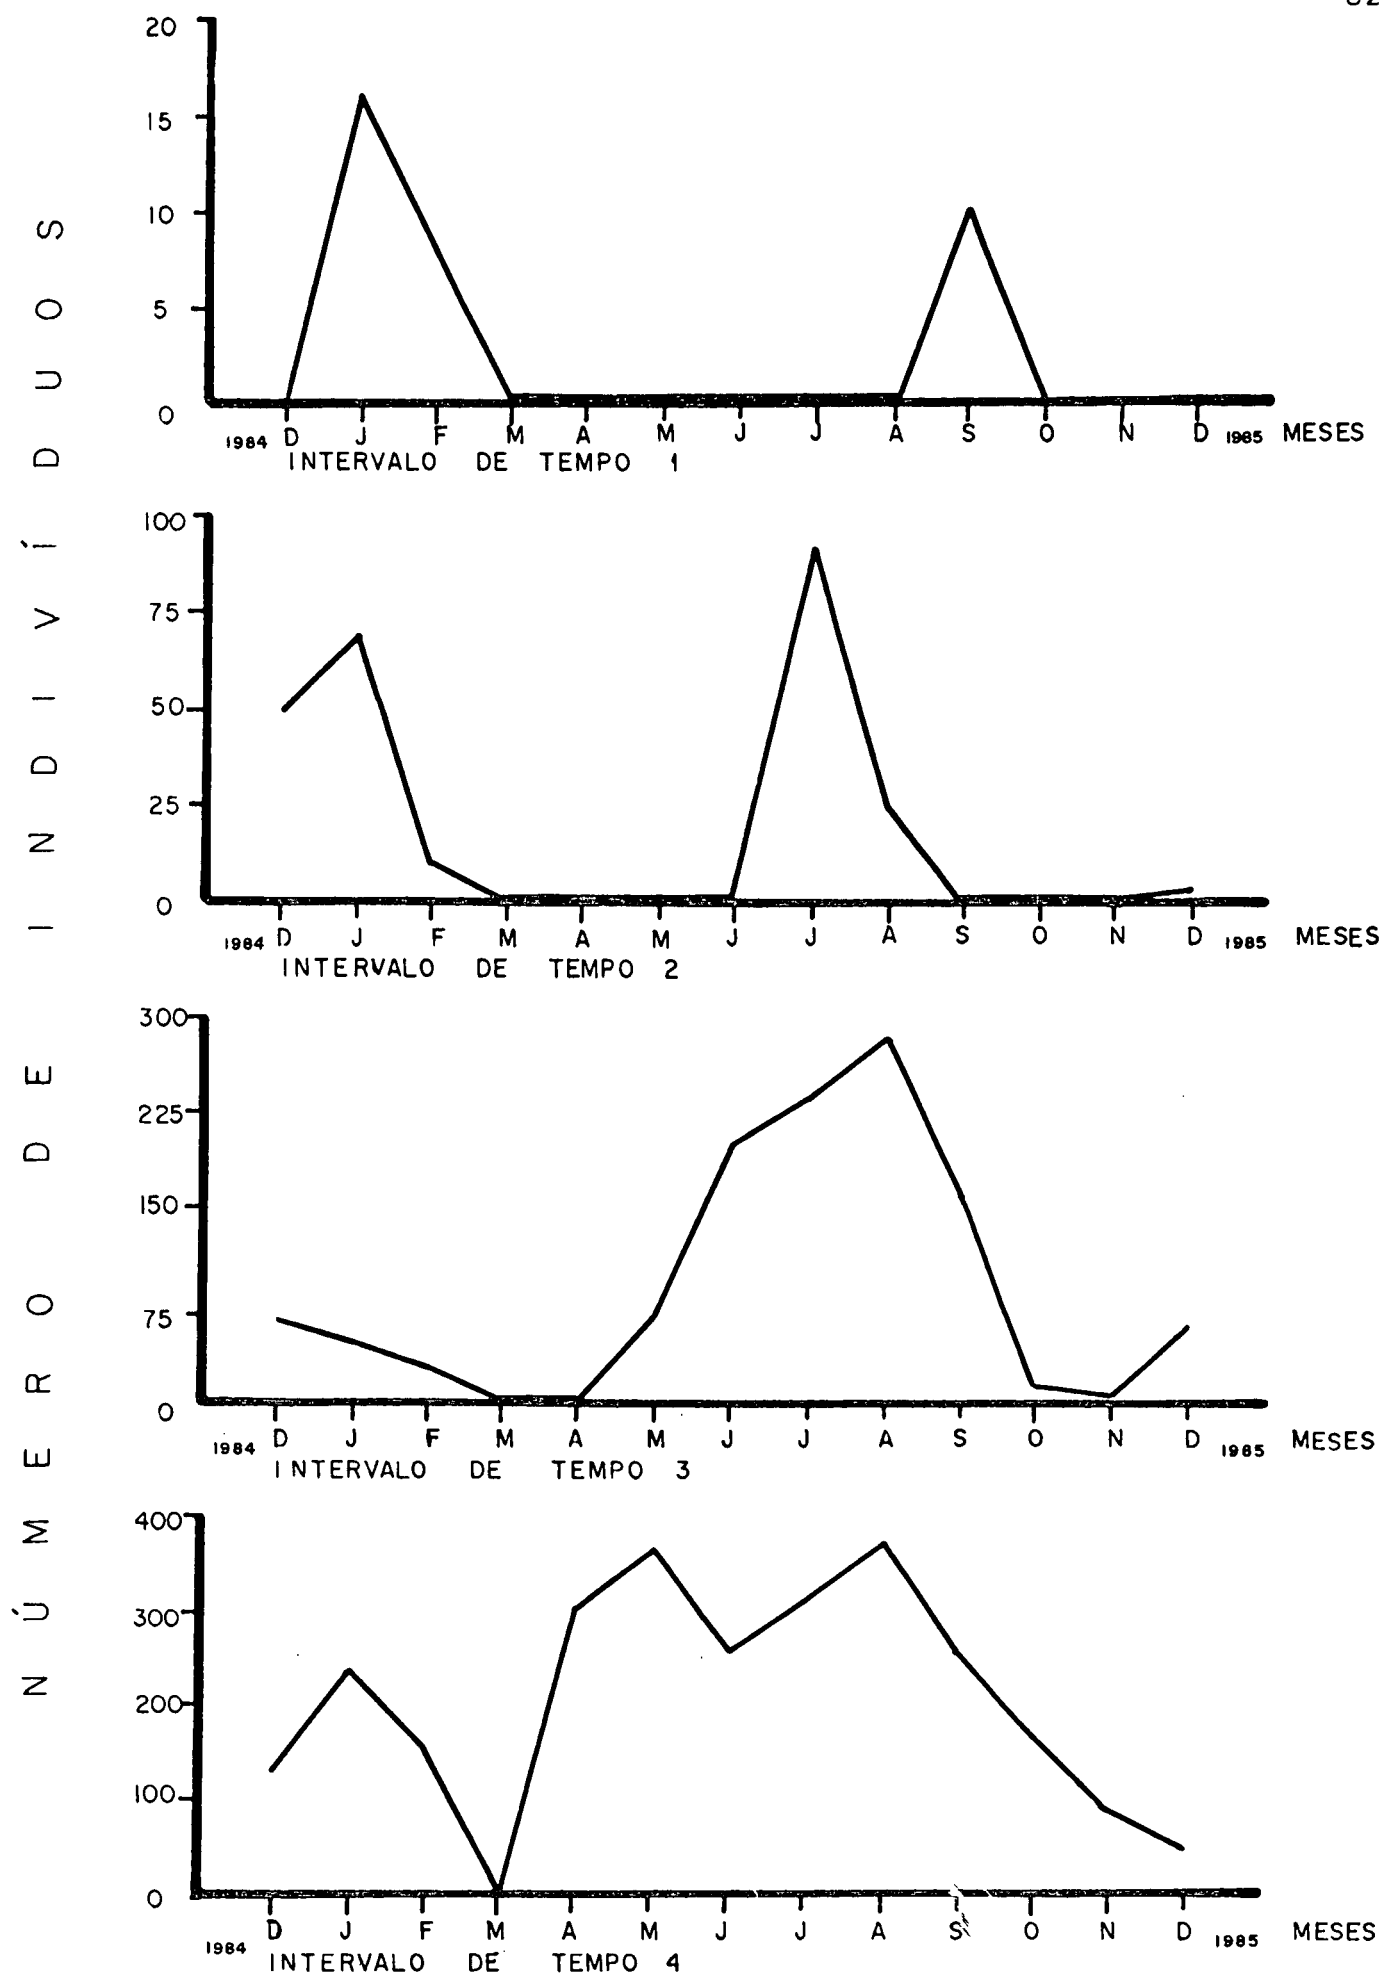 NÚMERO DE INDIVÍDUOS
20
15
10
5
0
1984 D J F M A M J J A S O N D 1985 MESES
INTERVALO DE TEMPO 1
100
75
50
25
0
1984 D J F M A M J J A S O N D 1985 MESES
INTERVALO DE TEMPO 2
300
225
150
75
0
1984 D J F M A M J J A S O N D 1985 MESES
INTERVALO DE TEMPO 3
400
300
200
100
0
1984 D J F M A M J J A S O N D 1985 MESES
INTERVALO DE TEMPO 4